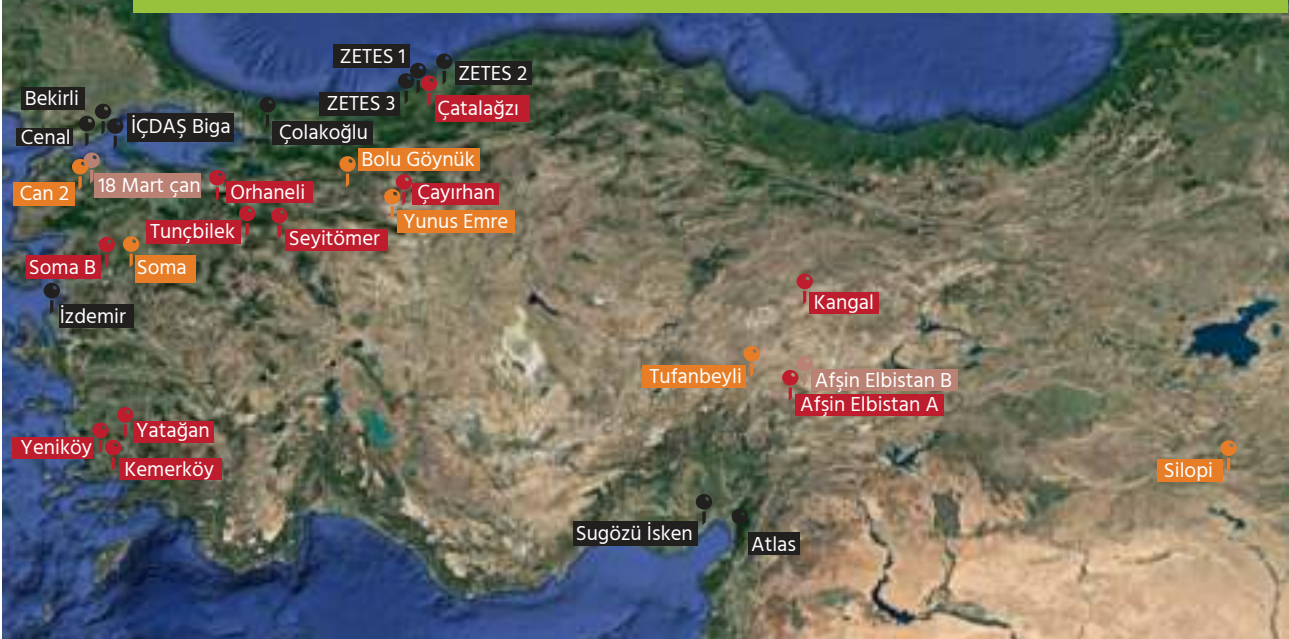 ZETES 1
ZETES 2
ZETES 3
Çatalağzı
Bekirli
Cenal
İÇDAŞ Biga
Çolakoğlu
Bolu Göynük
Can 2
18 Mart çan
Orhaneli
Çayırhan
Yunus Emre
Tunçbilek
Seyitömer
Soma B
Soma
İzdemir
Kangal
Tufanbeyli
Afşin Elbistan B
Afşin Elbistan A
Yatağan
Yeniköy
Kemerköy
Silopi
Sugözü İsken
Atlas